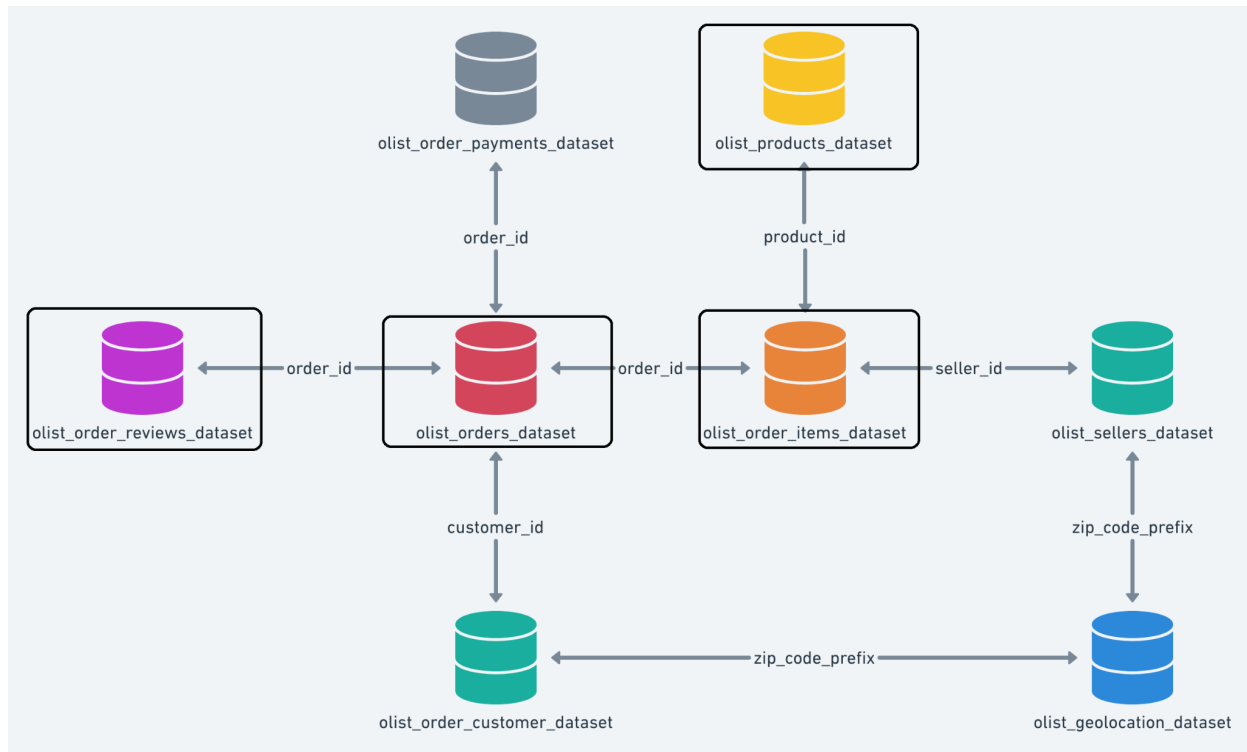 olist_order_payments_dataset
olist_products_dataset
order_id
product_id
order_id
order_id
seller_id
olist_order_reviews_dataset
olist_orders_dataset
olist_order_items_dataset
olist_sellers_dataset
customer_id
zip_code_prefix
zip_code_prefix
olist_order_customer_dataset
olist_geolocation_dataset